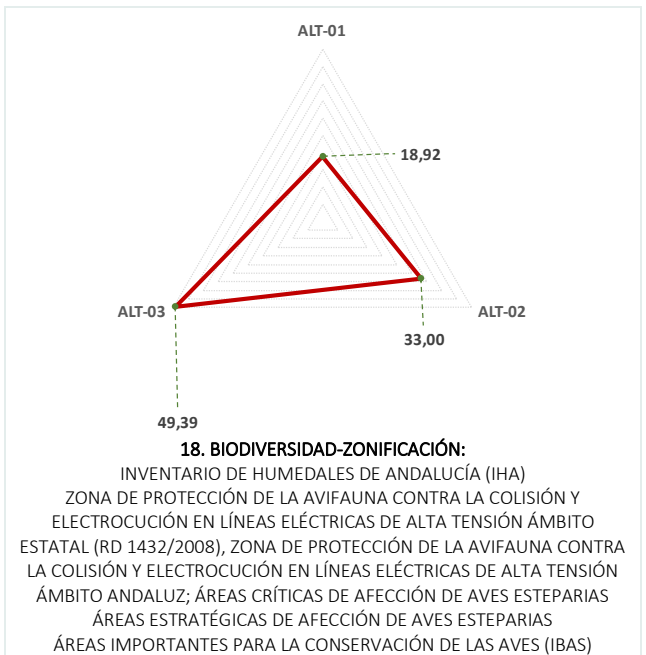 ALT-01
18,92
ALT-03
ALT-02
33,00
49,39
18. BIODIVERSIDAD-ZONIFICACIÓN:
INVENTARIO DE HUMEDALES DE ANDALUCÍA (IHA)
ZONA DE PROTECCIÓN DE LA AVIFAUNA CONTRA LA COLISIÓN Y
ELECTROCUCIÓN EN LÍNEAS ELÉCTRICAS DE ALTA TENSIÓN ÁMBITO
ESTATAL (RD 1432/2008), ZONA DE PROTECCIÓN DE LA AVIFAUNA CONTRA
LA COLISIÓN Y ELECTROCUCIÓN EN LÍNEAS ELÉCTRICAS DE ALTA TENSIÓN
ÁMBITO ANDALUZ; ÁREAS CRÍTICAS DE AFECCIÓN DE AVES ESTEPARIAS
ÁREAS ESTRATÉGICAS DE AFECCIÓN DE AVES ESTEPARIAS
ÁREAS IMPORTANTES PARA LA CONSERVACIÓN DE LAS AVES (IBAS)